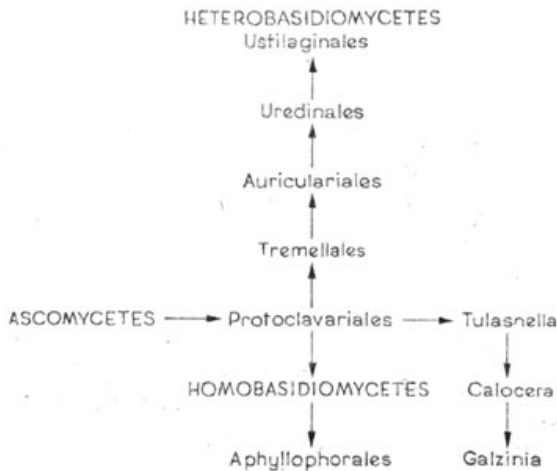 HETEROBASIDIOMYCETES
Ustilaginales
Uredinales
Auriculariales
Tremellales
ASCOMYCETES Protoclavariales Tulasnella
HOMOBASIDIOMYCETES Calocera
Aphyllophorales Galzinia